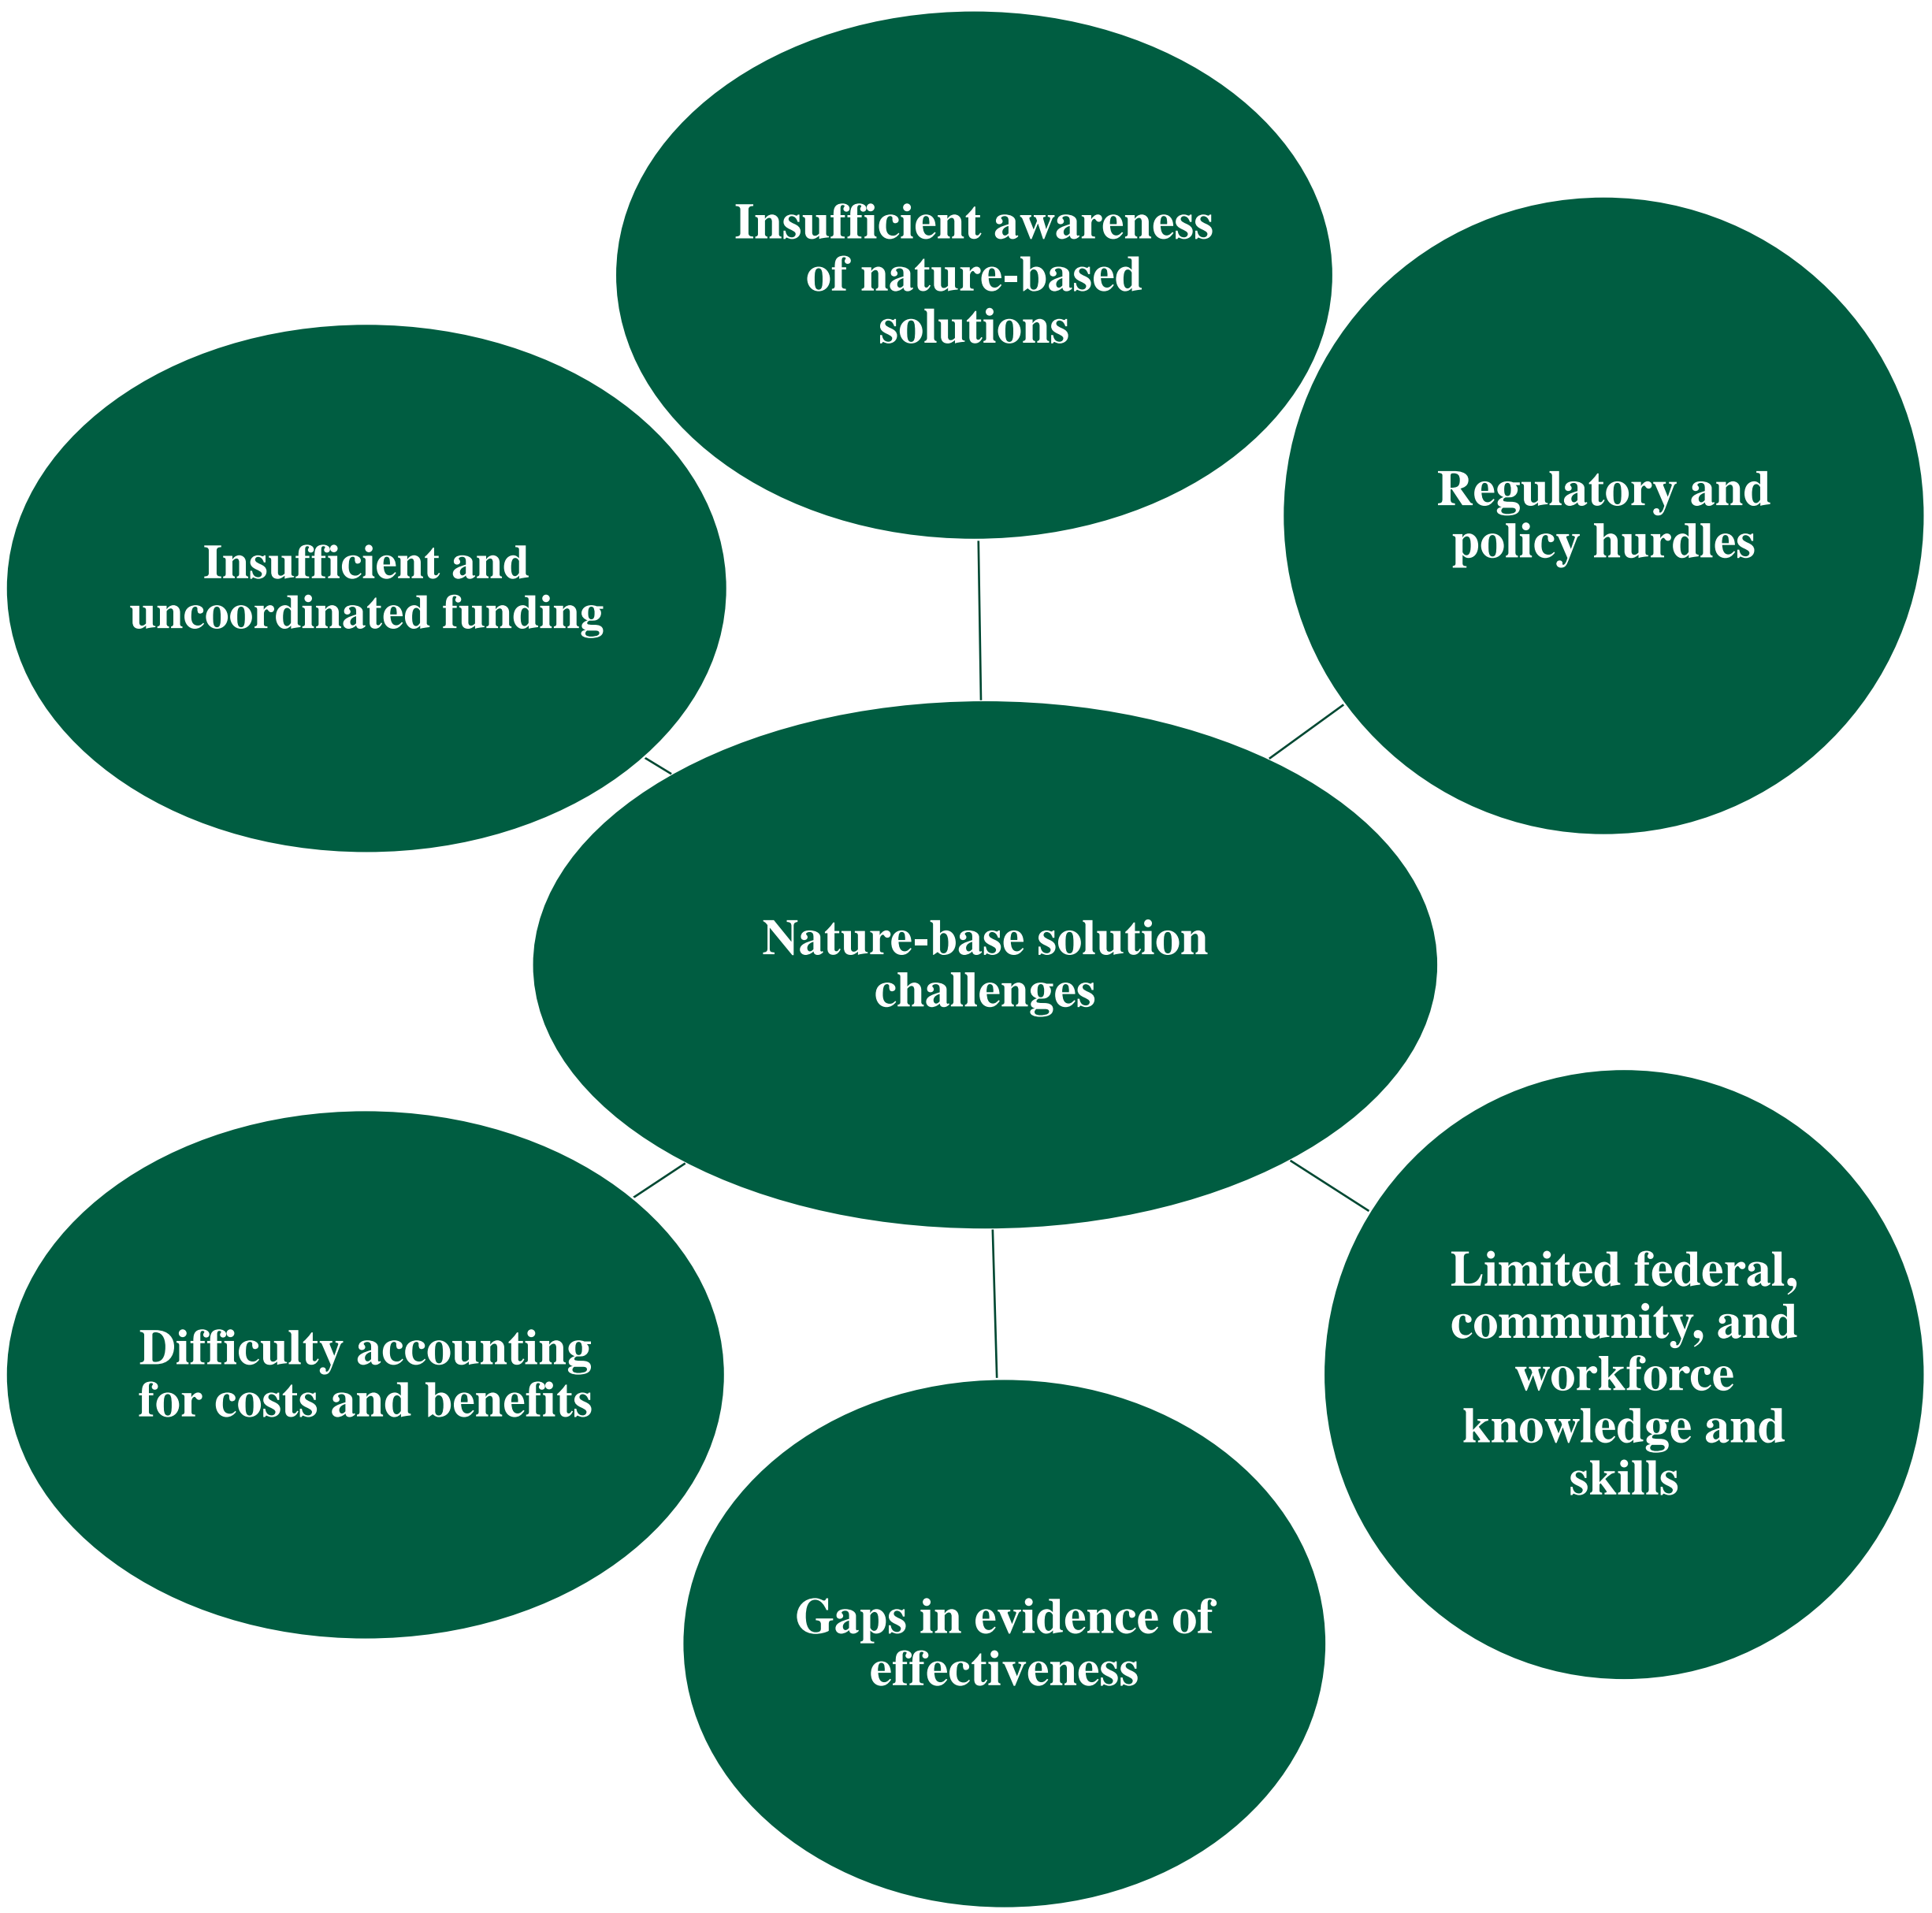 Insufficient awareness
of nature-based
solutions
Regulatory and
policy hurdles
Insufficient and
uncoordinated funding
Nature-base solution
challenges
Limited federal,
community, and
workforce
knowledge and
skills
Difficulty accounting
for costs and benefits
Gaps in evidence of
effectiveness